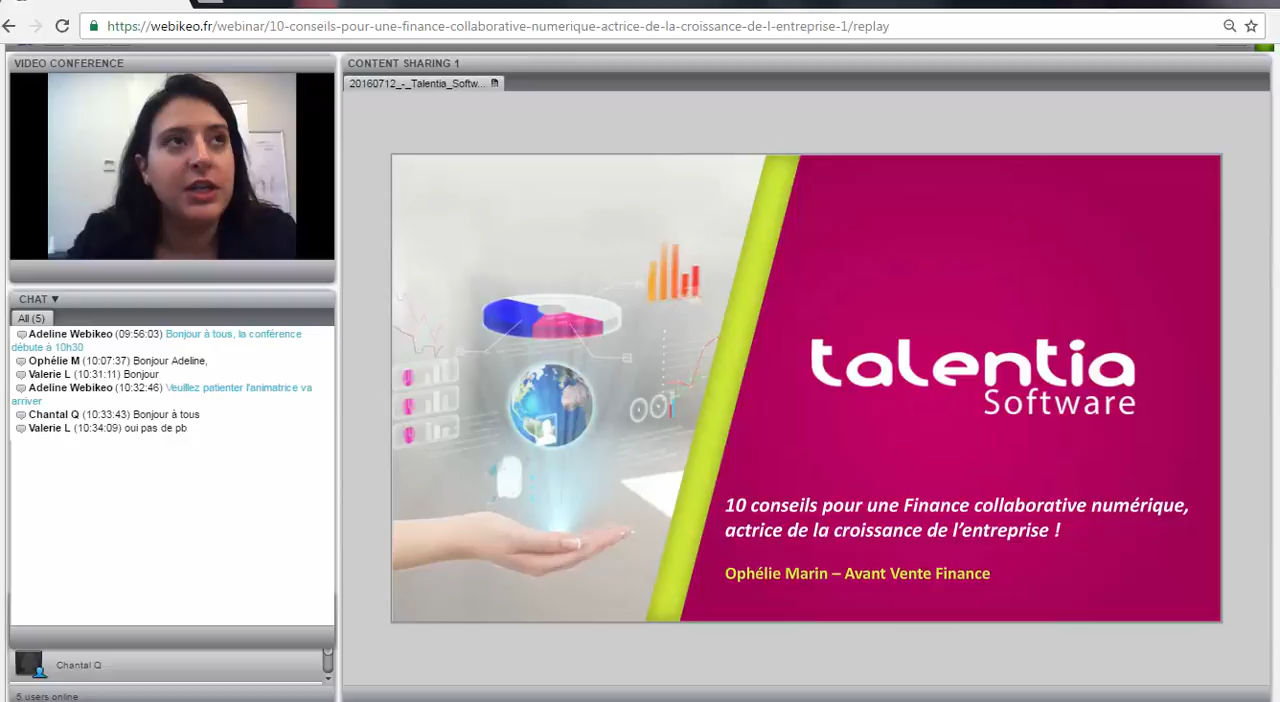 https://webikeo.fr/webinar/10-conseils-pour-une-finance-collaborative-numerique-actrice-de-la-croissance-de-l-entreprise-1/replay
VIDEO CONFERENCE
CHAT ▼
All (5)
Adeline Webikeo (09:56:03) Bonjour à tous, la conférence
débute à 10h30
Ophélie M (10:07:37) Bonjour Adeline,
Valerie L (10:31:11) Bonjour
Adeline Webikeo (10:32:46) Veuillez patienter l'animatrice va
arriver
Chantal Q (10:33:43) Bonjour à tous
Valerie L (10:34:09) oui pas de pb
Chantal Q
5 users online
CONTENT SHARING 1
20160712_-_Talentia_Softw...
talentia
Software
10 conseils pour une Finance collaborative numérique,
actrice de la croissance de l’entreprise !
Ophélie Marin – Avant Vente Finance